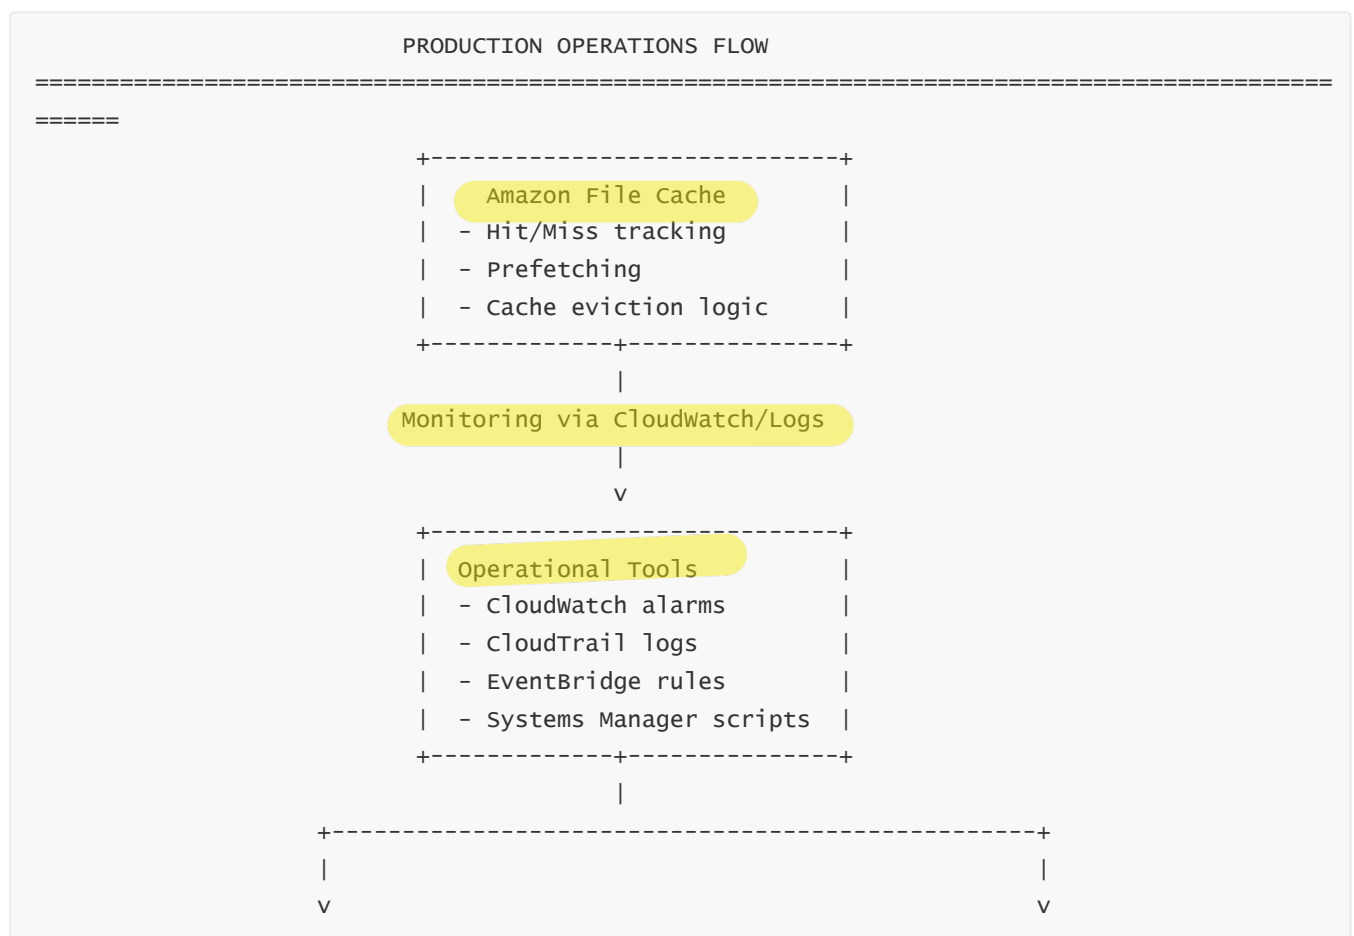 PRODUCTION OPERATIONS FLOW
============================================================================================
======
+-----------------------------+
|    Amazon File Cache        |
|  - Hit/Miss tracking        |
|  - Prefetching              |
|  - Cache eviction logic     |
+-------------+---------------+
|
Monitoring via CloudWatch/Logs
|
v
+-----------------------------+
|  Operational Tools          |
|  - CloudWatch alarms        |
|  - CloudTrail logs          |
|  - EventBridge rules        |
|  - Systems Manager scripts  |
+-------------+---------------+
|
+--------------------------------------------------+
|                                                  |
v                                                  v